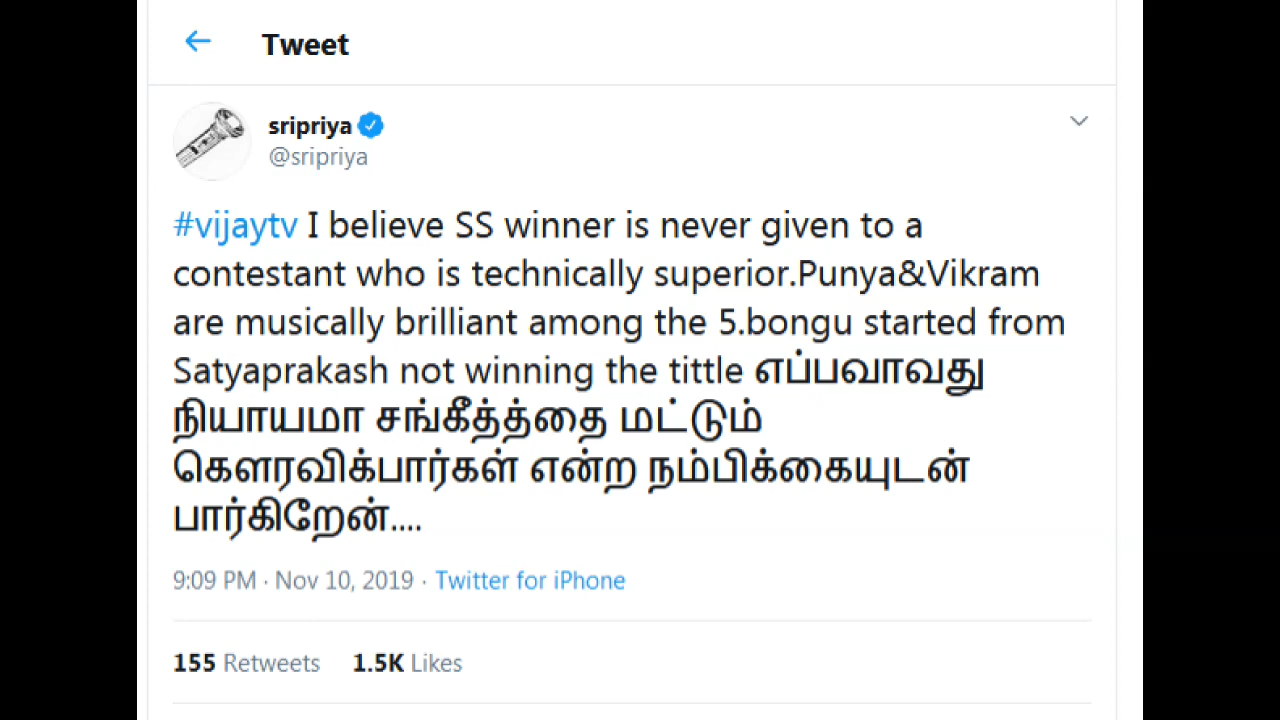 Tweet
sripriya
@sripriya
#vijaytv I believe SS winner is never given to a
contestant who is technically superior.Punya&Vikram
are musically brilliant among the 5.bongu started from
Satyaprakash not winning the tittle எப்பவாவது
நியாயமா சங்கீத்த்தை மட்டும்
கௌரவிக்பார்கள் என்ற நம்பிக்கையுடன்
பார்கிறேன்....
9:09 PM · Nov 10, 2019 · Twitter for iPhone
155 Retweets 1.5K Likes